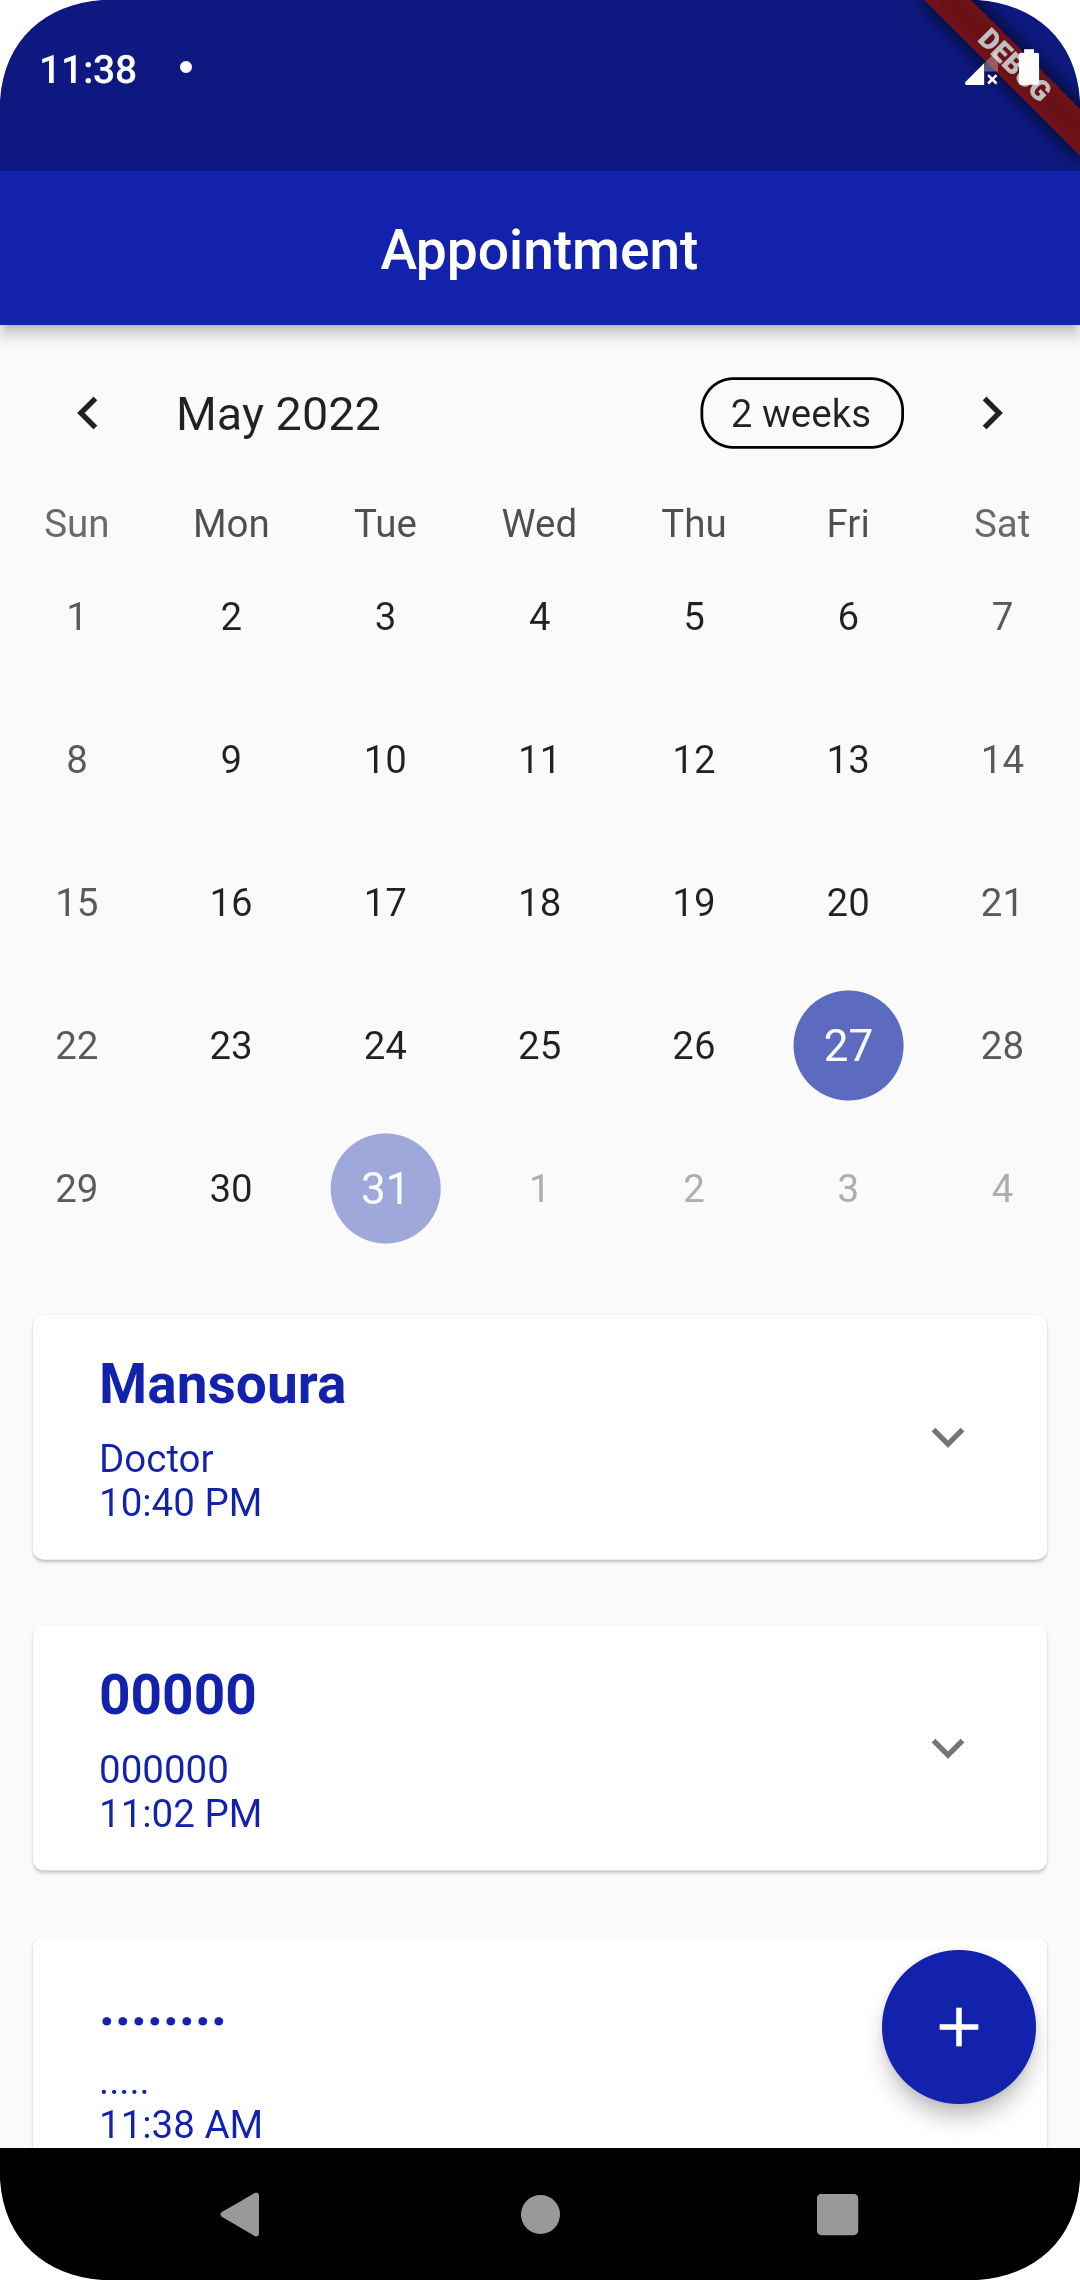 11:38
DEBUG
Appointment
May 2022 2 weeks
Sun Mon Tue Wed Thu Fri Sat
1 2 3 4 5 6 7
8 9 10 11 12 13 14
15 16 17 18 19 20 21
22 23 24 25 26 27 28
29 30 31 1 2 3 4
Mansoura
Doctor
10:40 PM
00000
000000
11:02 PM
........
.....
11:38 AM